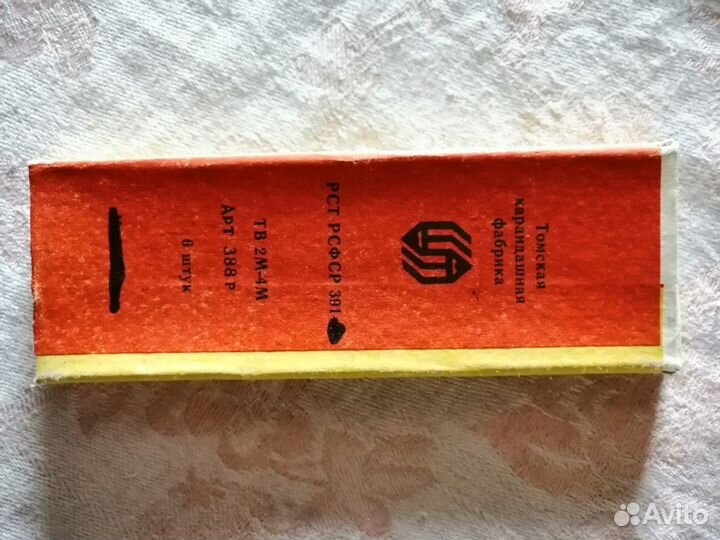 Томская
карандашная
фабрика
РСТ РСФСР 391
ТВ 2М-4М
Арт 388 р
6 штук
Avito